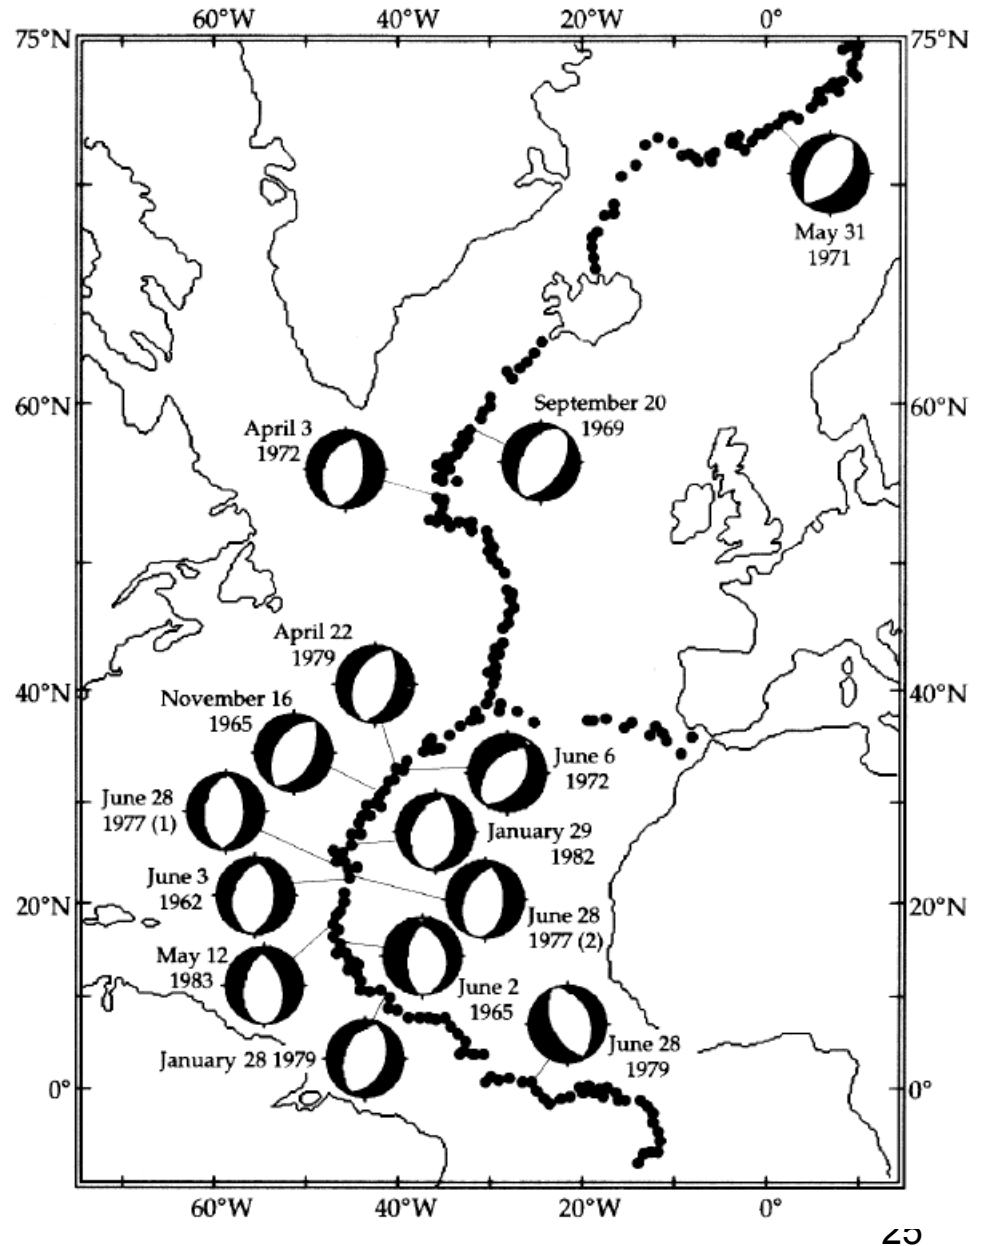 60°W 40°W 20°W 0°
75°N 75°N
May 31
1971
60°N 60°N
September 20
1969
April 3
1972
April 22
1979
40°N 40°N
November 16
1965
June 6
1972
June 28
1977 (1)
January 29
1982
June 3
1962
20°N 20°N
June 28
1977 (2)
May 12
1983
June 2
1965
January 28 1979
June 28
1979
0° 0°
60°W 40°W 20°W 0°
25